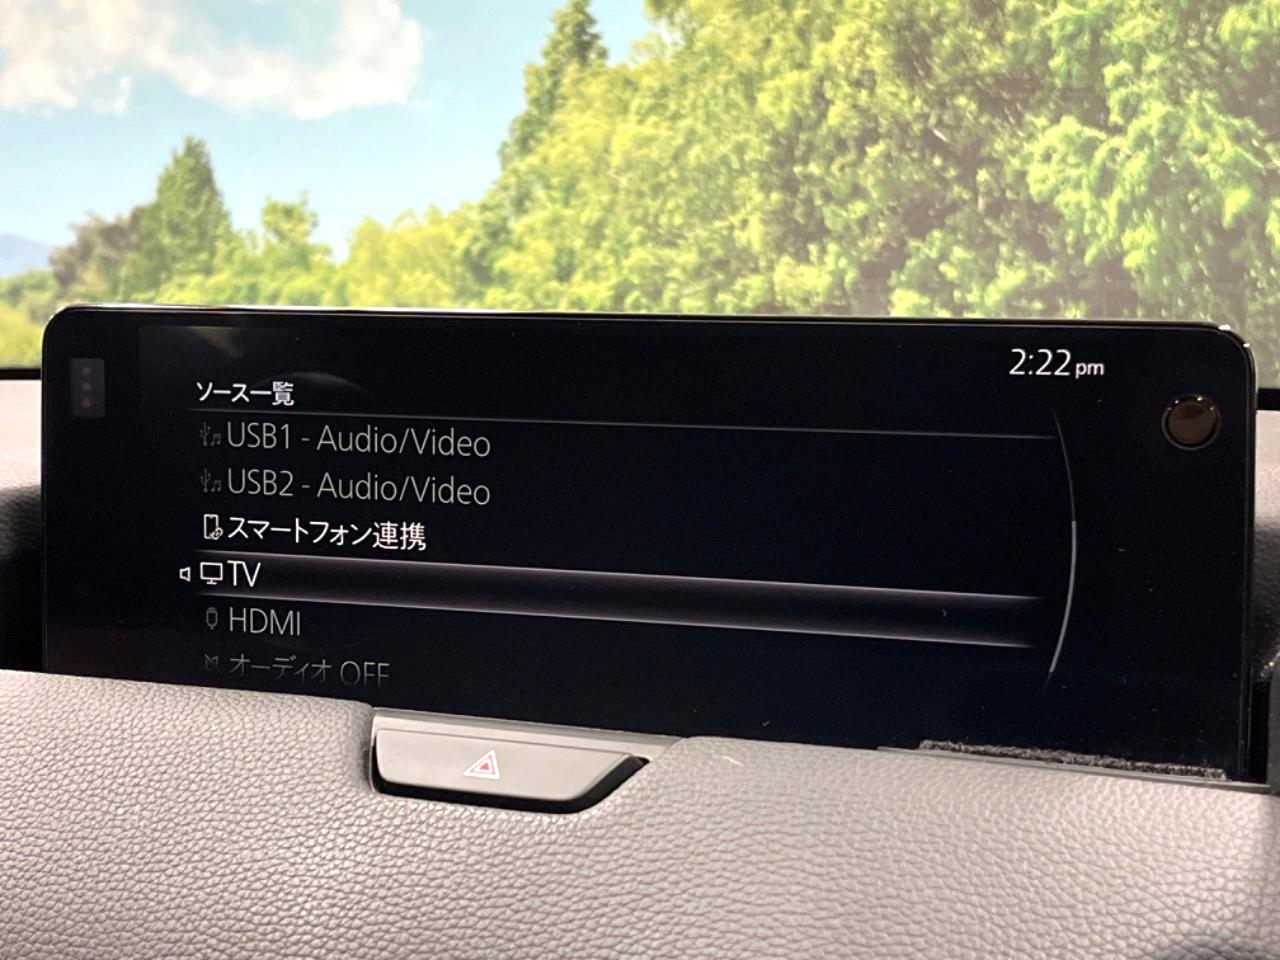 2:22 pm
ソース一覧
USB1 - Audio/Video
USB2 - Audio/Video
スマートフォン連携
TV
HDMI
オーディオ OFF